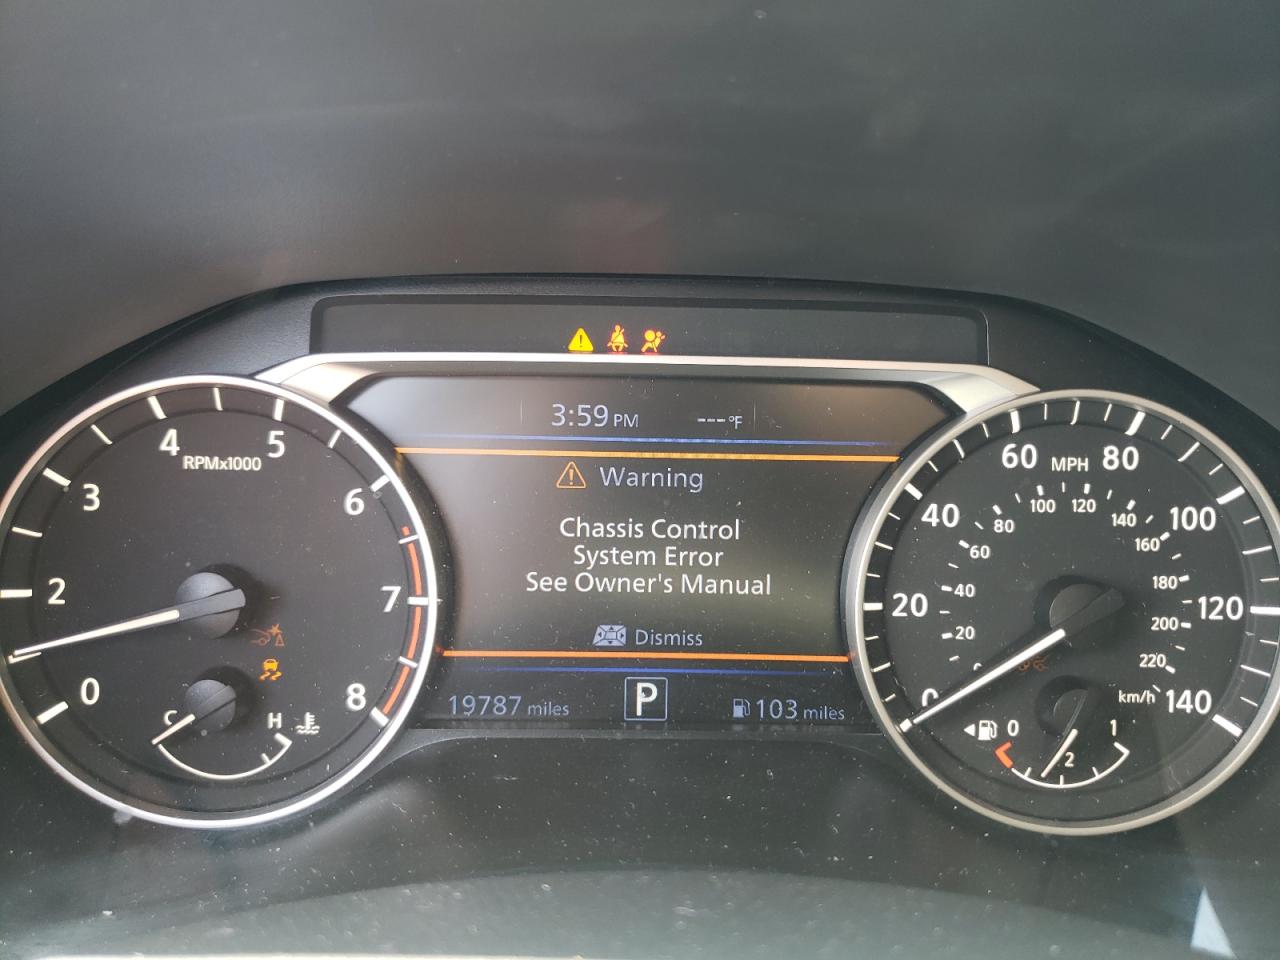 3:59 PM ---°F
Warning
Chassis Control
System Error
See Owner's Manual
Dismiss
19787 miles P 103 miles
RPMx1000
0
2
3
4
5
6
7
8
C H
MPH
0
20
40
60
80
100
120
140
km/h
20
40
60
80
100
120
140
160
180
200
220
0 1
2